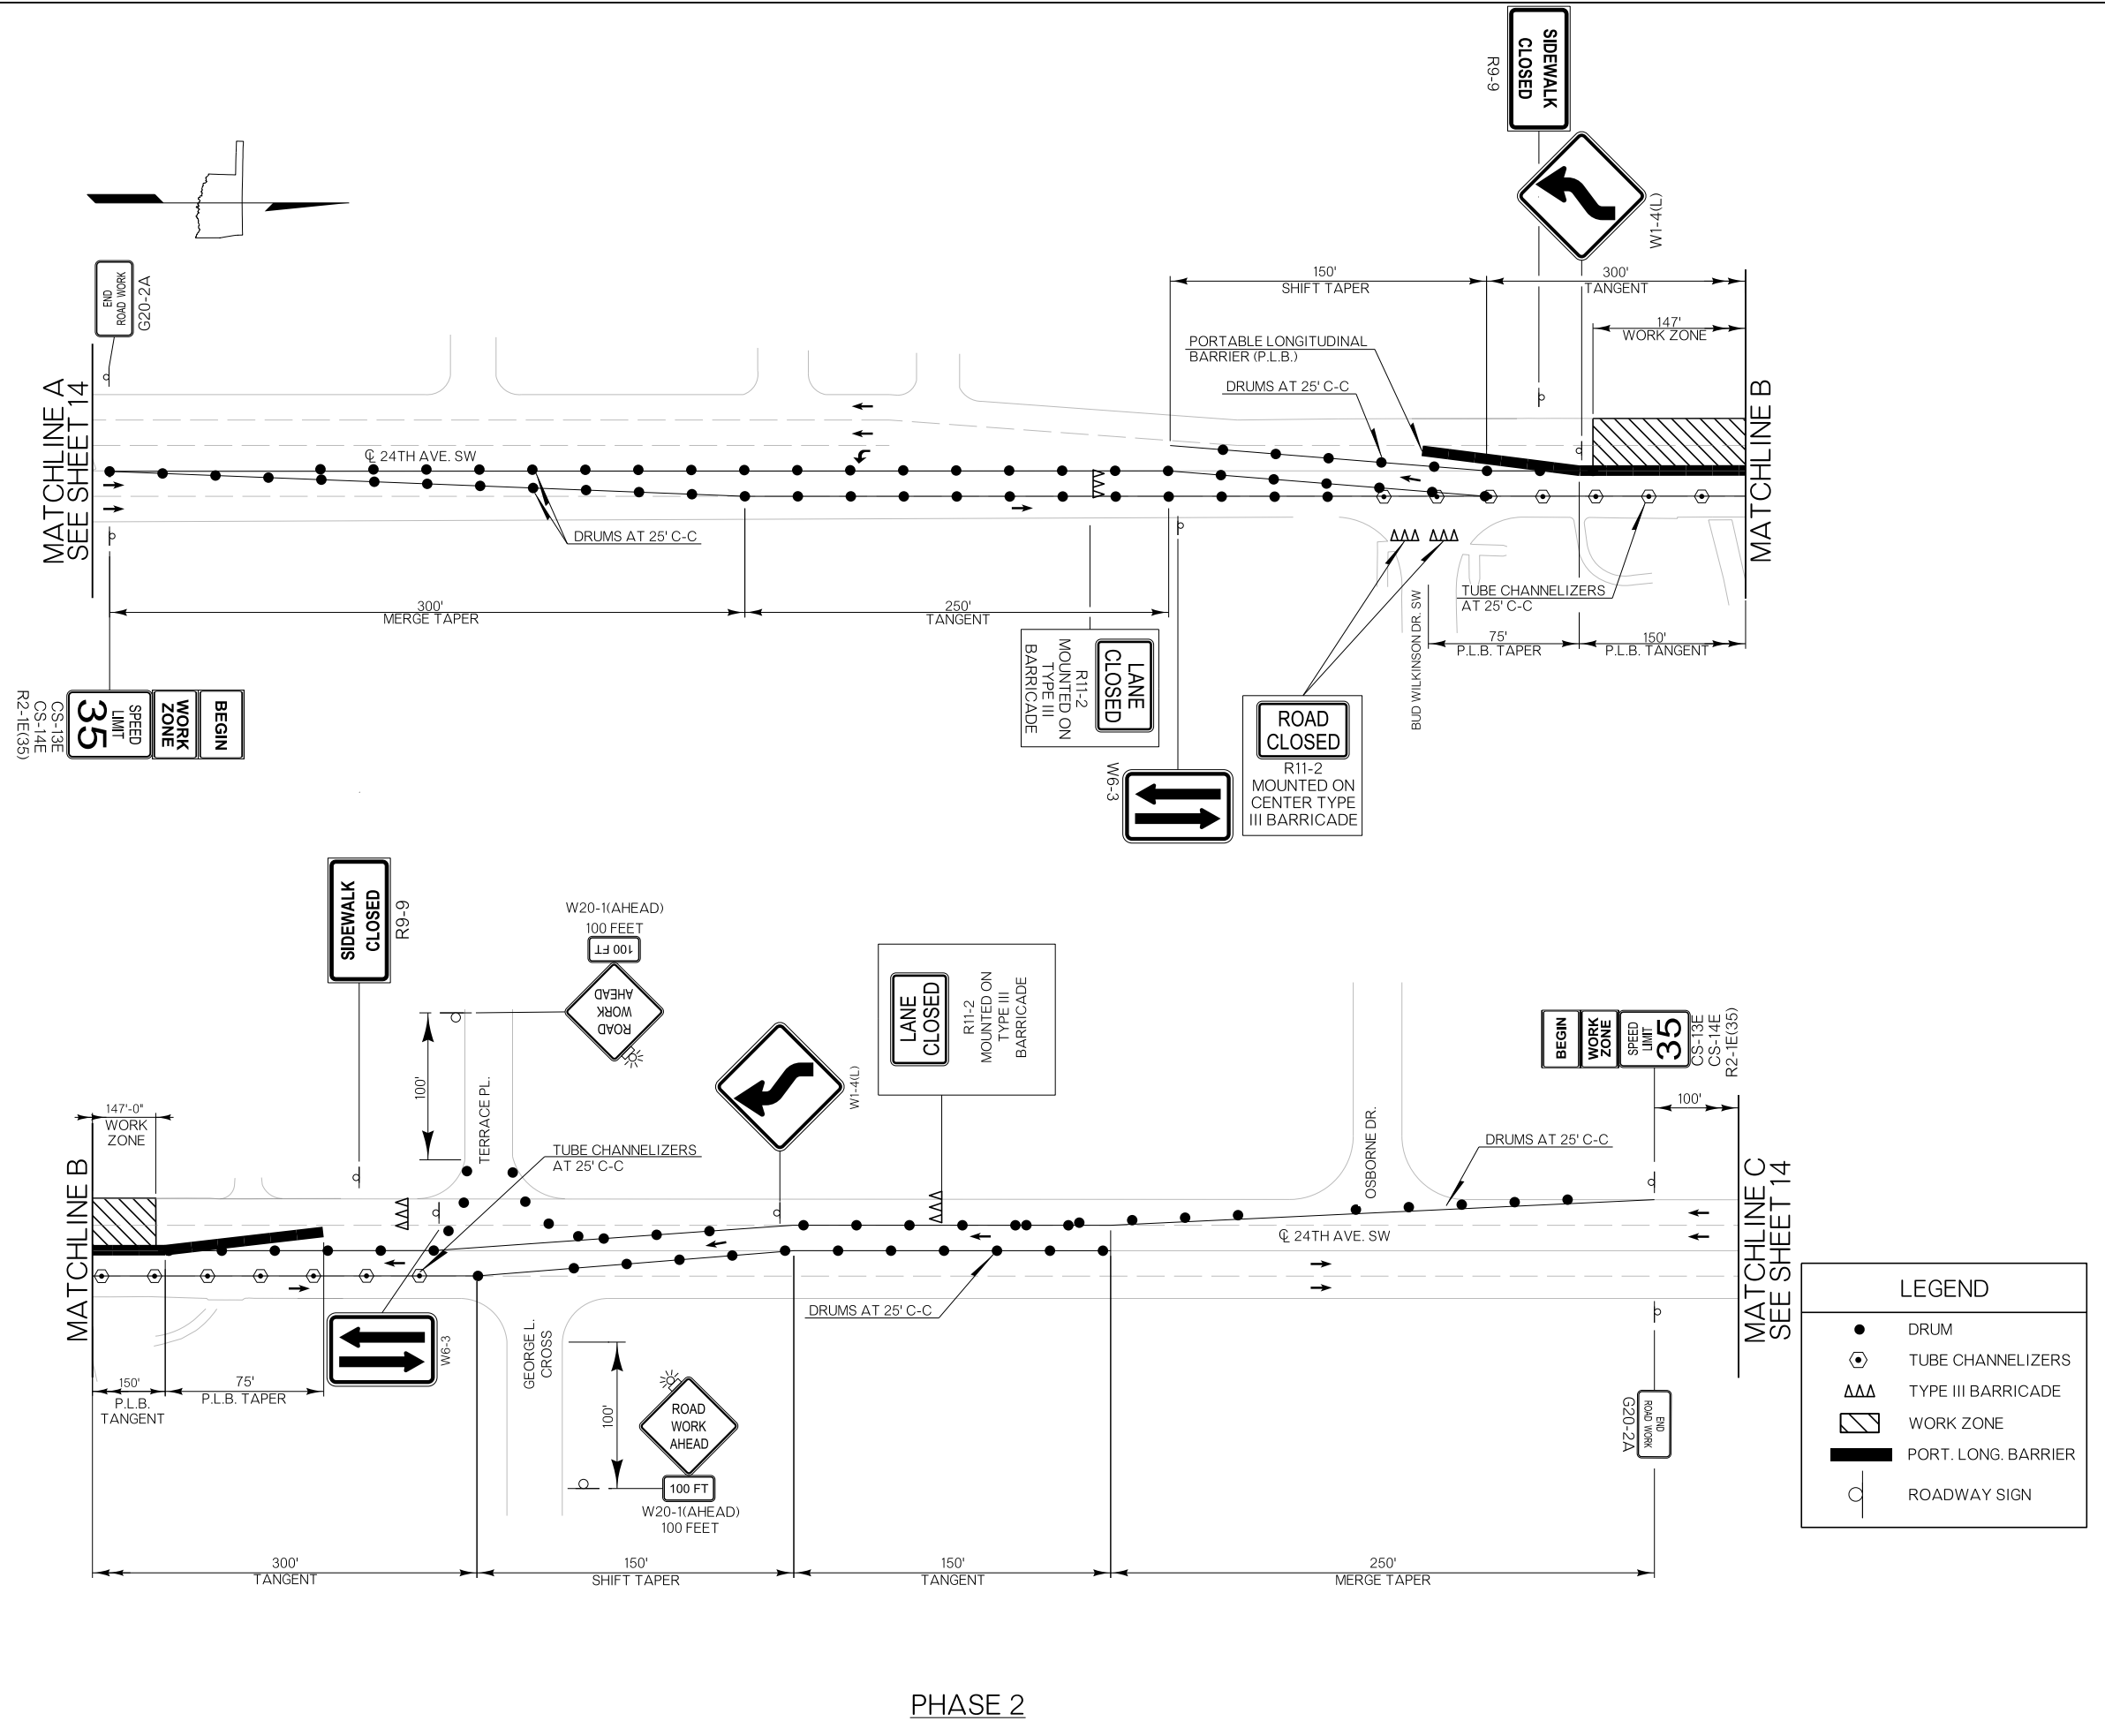 SIDEWALK
CLOSED
R9-9
W1-4(L)
END
ROAD WORK
G20-2A
150'
SHIFT TAPER
300'
TANGENT
147'
WORK ZONE
PORTABLE LONGITUDINAL
BARRIER (P.L.B.)
DRUMS AT 25' C-C
MATCHLINE A
SEE SHEET 14
℄ 24TH AVE. SW
MATCHLINE B
DRUMS AT 25' C-C
300'
MERGE TAPER
250'
TANGENT
TUBE CHANNELIZERS
AT 25' C-C
75'
P.L.B. TAPER
150'
P.L.B. TANGENT
BUD WILKINSON DR. SW
LANE
CLOSED
R11-2
MOUNTED ON
TYPE III
BARRICADE
ROAD
CLOSED
R11-2
MOUNTED ON
CENTER TYPE
III BARRICADE
W6-3
BEGIN
WORK
ZONE
SPEED
LIMIT
35
CS-13E
CS-14E
R2-1E(35)
SIDEWALK
CLOSED
R9-9
W20-1(AHEAD)
100 FEET
100 FT
ROAD
WORK
AHEAD
100'
TERRACE PL.
W1-4(L)
LANE
CLOSED
R11-2
MOUNTED ON
TYPE III
BARRICADE
OSBORNE DR.
BEGIN
WORK
ZONE
SPEED
LIMIT
35
CS-13E
CS-14E
R2-1E(35)
100'
147'-0"
WORK
ZONE
TUBE CHANNELIZERS
AT 25' C-C
DRUMS AT 25' C-C
MATCHLINE B
℄ 24TH AVE. SW
MATCHLINE C
SEE SHEET 14
DRUMS AT 25' C-C
W6-3
GEORGE L.
CROSS
100'
ROAD
WORK
AHEAD
100 FT
W20-1(AHEAD)
100 FEET
150'
P.L.B.
TANGENT
75'
P.L.B. TAPER
END
ROAD WORK
G20-2A
300'
TANGENT
150'
SHIFT TAPER
150'
TANGENT
250'
MERGE TAPER
LEGEND
DRUM
TUBE CHANNELIZERS
TYPE III BARRICADE
WORK ZONE
PORT. LONG. BARRIER
ROADWAY SIGN
PHASE 2